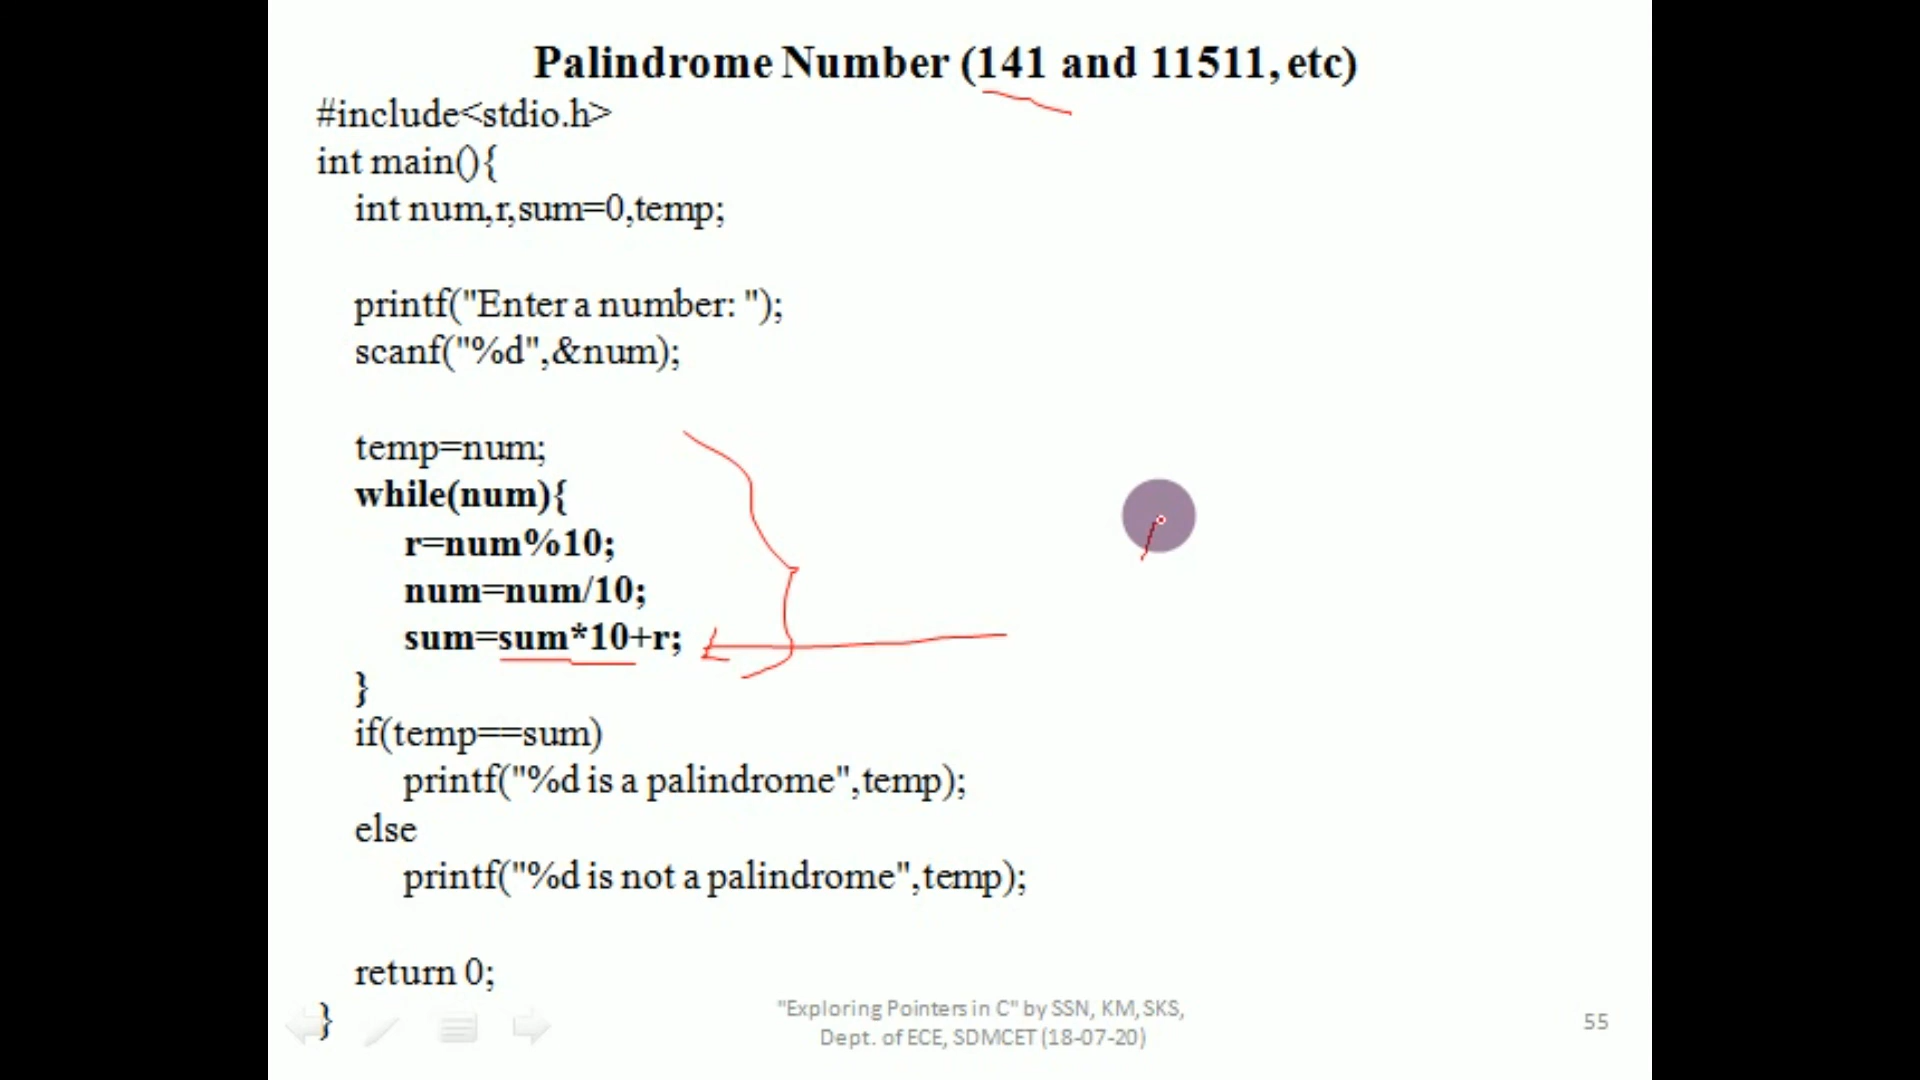 Palindrome Number (141 and 11511, etc)
#include<stdio.h>
int main(){
int num,r,sum=0,temp;
printf("Enter a number: ");
scanf("%d",&num);
temp=num;
while(num){
r=num%10;
num=num/10;
sum=sum*10+r;
}
if(temp==sum)
printf("%d is a palindrome",temp);
else
printf("%d is not a palindrome",temp);
return 0;
}
"Exploring Pointers in C" by SSN, KM, SKS,
Dept. of ECE, SDMCET (18-07-20)
55